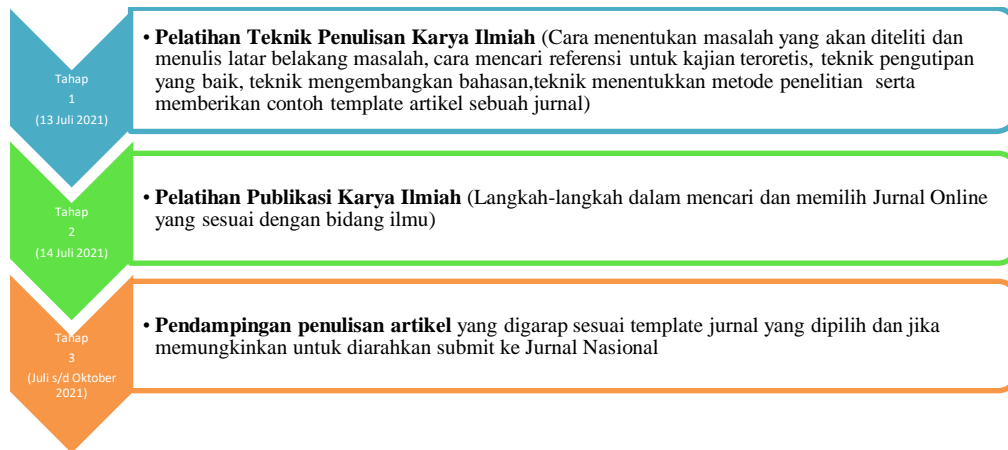 Tahap
1
(13 Juli 2021)
• Pelatihan Teknik Penulisan Karya Ilmiah (Cara menentukan masalah yang akan diteliti dan
menulis latar belakang masalah, cara mencari referensi untuk kajian teroretis, teknik pengutipan
yang baik, teknik mengembangkan bahasan,teknik menentukkan metode penelitian serta
memberikan contoh template artikel sebuah jurnal)
Tahap
2
(14 Juli 2021)
• Pelatihan Publikasi Karya Ilmiah (Langkah-langkah dalam mencari dan memilih Jurnal Online
yang sesuai dengan bidang ilmu)
Tahap
3
(Juli s/d Oktober
2021)
• Pendampingan penulisan artikel yang digarap sesuai template jurnal yang dipilih dan jika
memungkinkan untuk diarahkan submit ke Jurnal Nasional